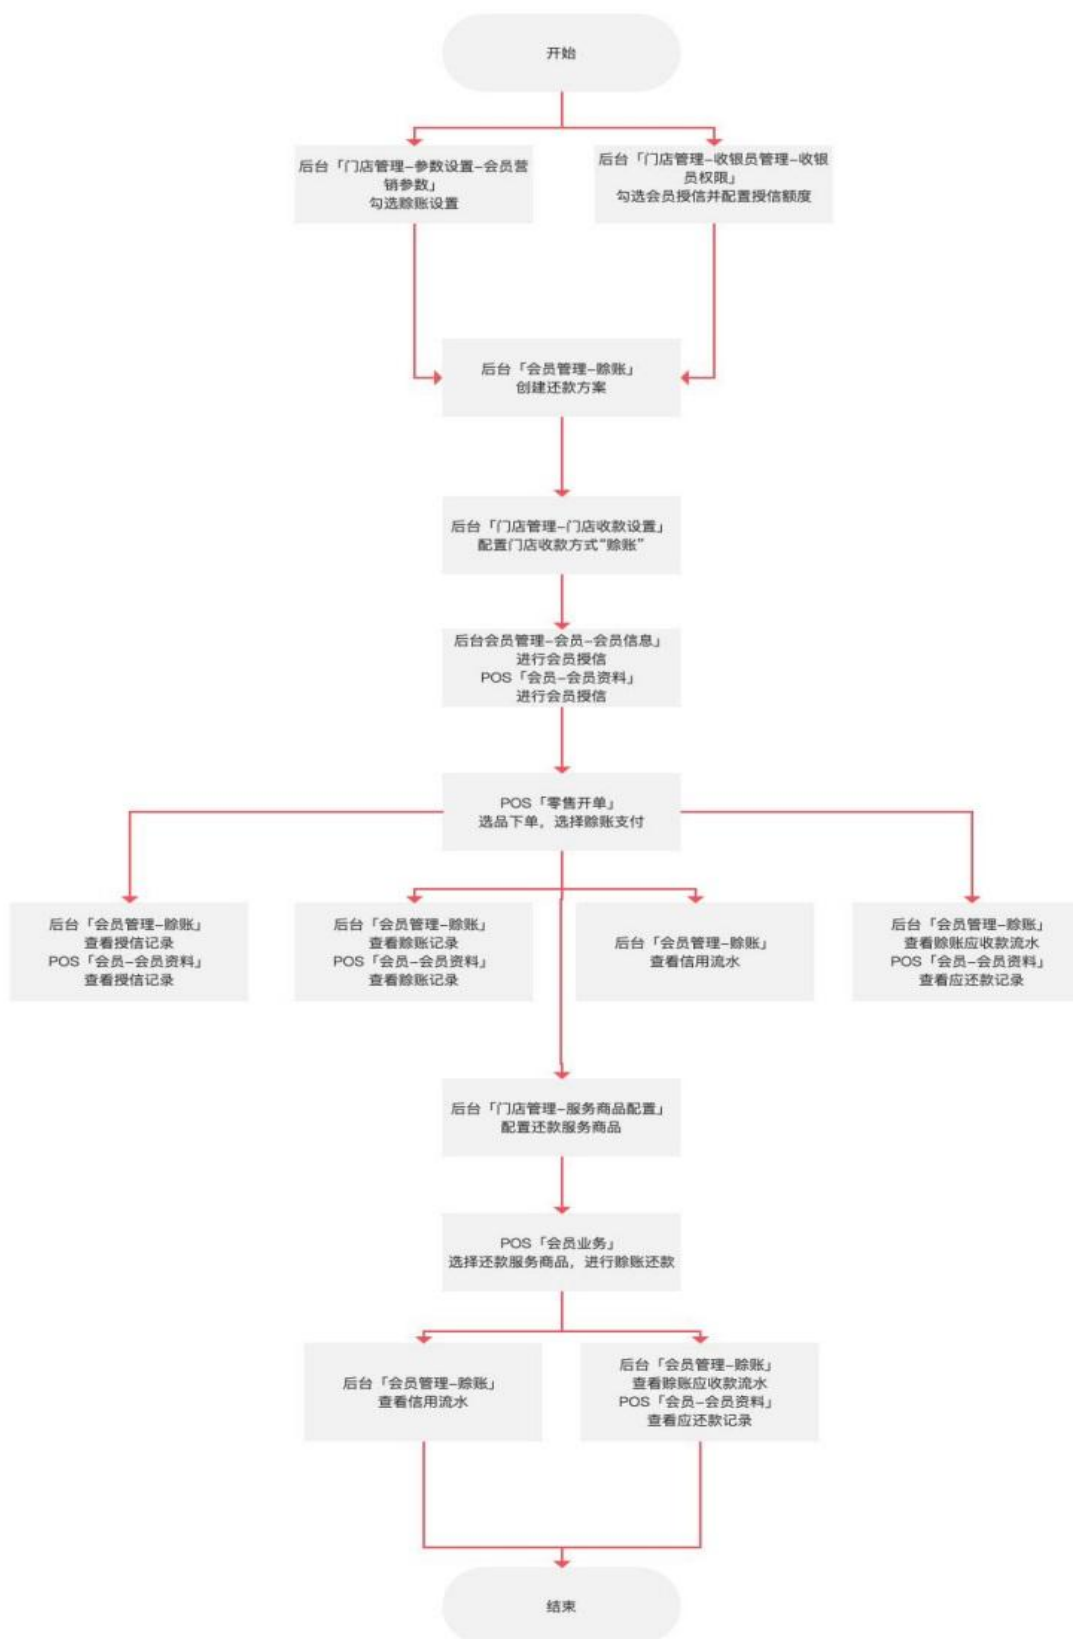 开始
后台「门店管理-参数设置-会员营
销参数」
勾选赊账设置
后台「门店管理-收银员管理-收银
员权限」
勾选会员授信并配置授信额度
后台「会员管理-赊账」
创建还款方案
后台「门店管理-门店收款设置」
配置门店收款方式“赊账”
后台会员管理-会员-会员信息」
进行会员授信
POS「会员-会员资料」
进行会员授信
POS「零售开单」
选品下单，选择赊账支付
后台「会员管理-赊账」
查看授信记录
POS「会员-会员资料」
查看授信记录
后台「会员管理-赊账」
查看赊账记录
POS「会员-会员资料」
查看赊账记录
后台「会员管理-赊账」
查看信用流水
后台「会员管理-赊账」
查看赊账应收款流水
POS「会员-会员资料」
查看应还款记录
后台「门店管理-服务商品配置」
配置还款服务商品
POS「会员业务」
选择还款服务商品，进行赊账还款
后台「会员管理-赊账」
查看信用流水
后台「会员管理-赊账」
查看赊账应收款流水
POS「会员-会员资料」
查看应还款记录
结束